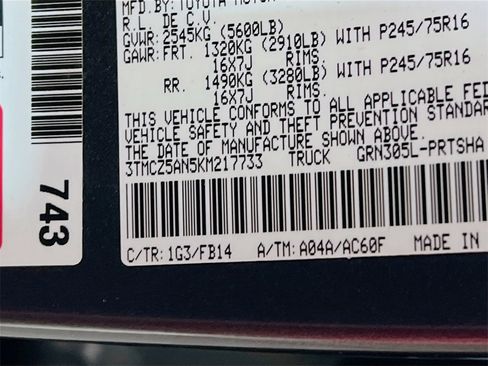 MFD. BY: TOYOTA MOTOR
R.L. DE C.V.
GVWR: 2545KG (5600LB)
GAWR: FRT. 1320KG (2910LB) WITH P245/75R16
16X7J RIMS.
RR. 1490KG (3280LB) WITH P245/75R16
16X7J RIMS.
THIS VEHICLE CONFORMS TO ALL APPLICABLE FED
VEHICLE SAFETY AND THEFT PREVENTION STANDAR
THE DATE OF MANUFACTURE SHOWN ABOVE.
3TMCZ5AN5KM217733 TRUCK GRN305L-PRTSHA
C/TR: 1G3/FB14 A/TM: A04A/AC60F MADE IN
743